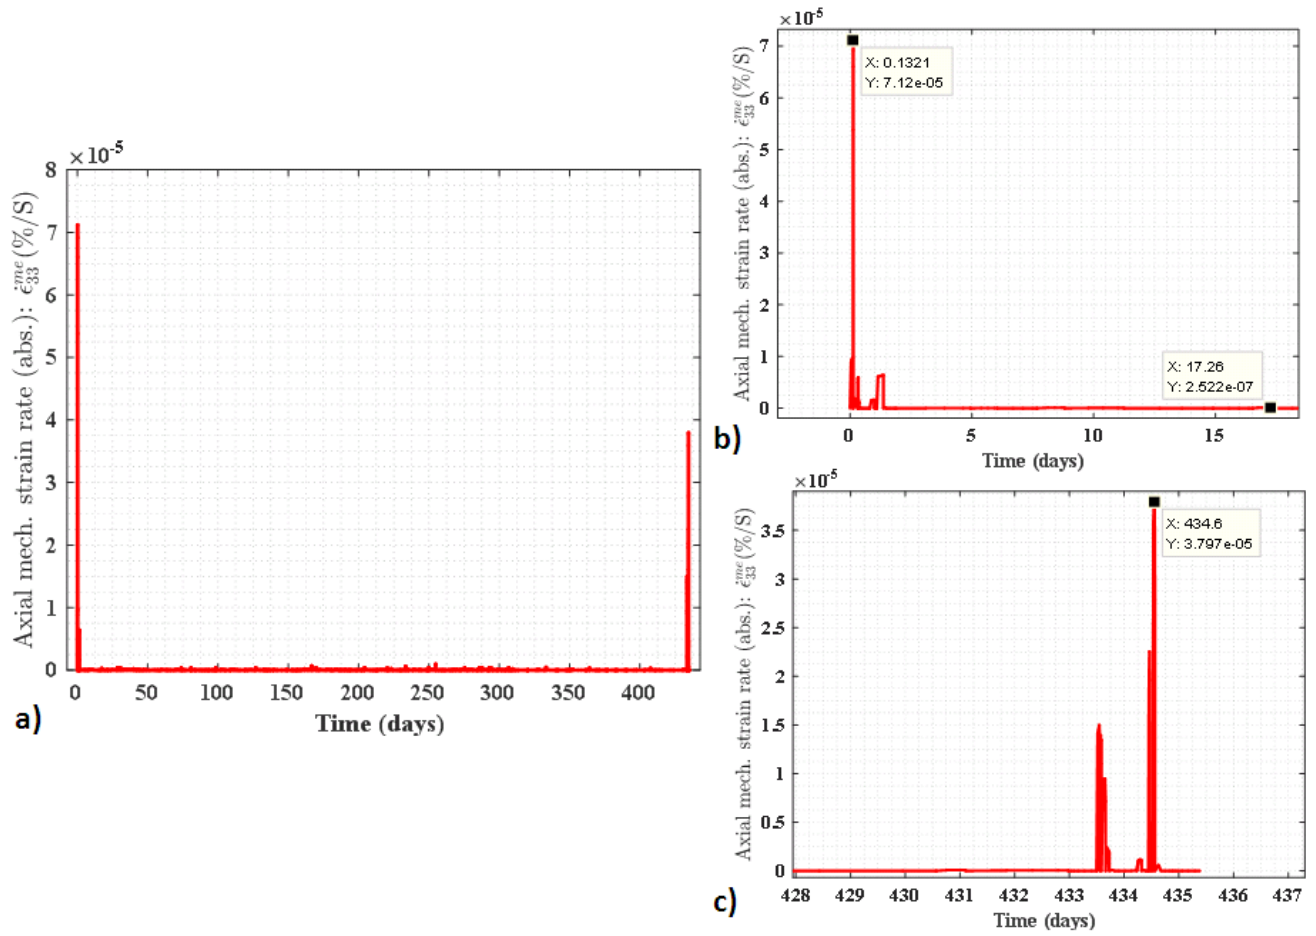 ×10-5
Axial mech. strain rate (abs.): ε̇33me(%/S)
8
7
6
5
4
3
2
1
0
0 50 100 150 200 250 300 350 400
Time (days)
a)
×10-5
Axial mech. strain rate (abs.): ε̇33me(%/S)
7
6
5
4
3
2
1
0
X: 0.1321
Y: 7.12e-05
X: 17.26
Y: 2.522e-07
0 5 10 15
Time (days)
b)
×10-5
Axial mech. strain rate (abs.): ε̇33me(%/S)
3.5
3
2.5
2
1.5
1
0.5
0
X: 434.6
Y: 3.797e-05
428 429 430 431 432 433 434 435 436 437
Time (days)
c)